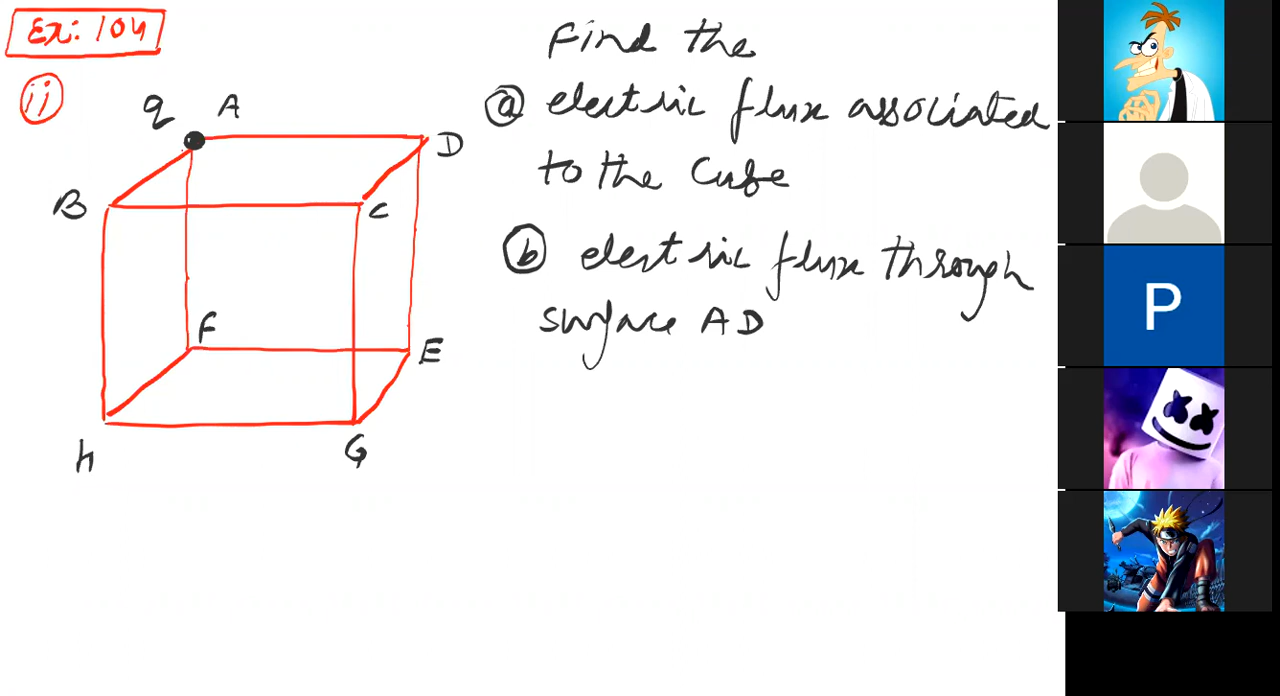 Ex: 104
ii
q A
D
B
C
F
E
H
G
Find the
a electric flux associated
to the cube
b electric flux through
surface AD
P